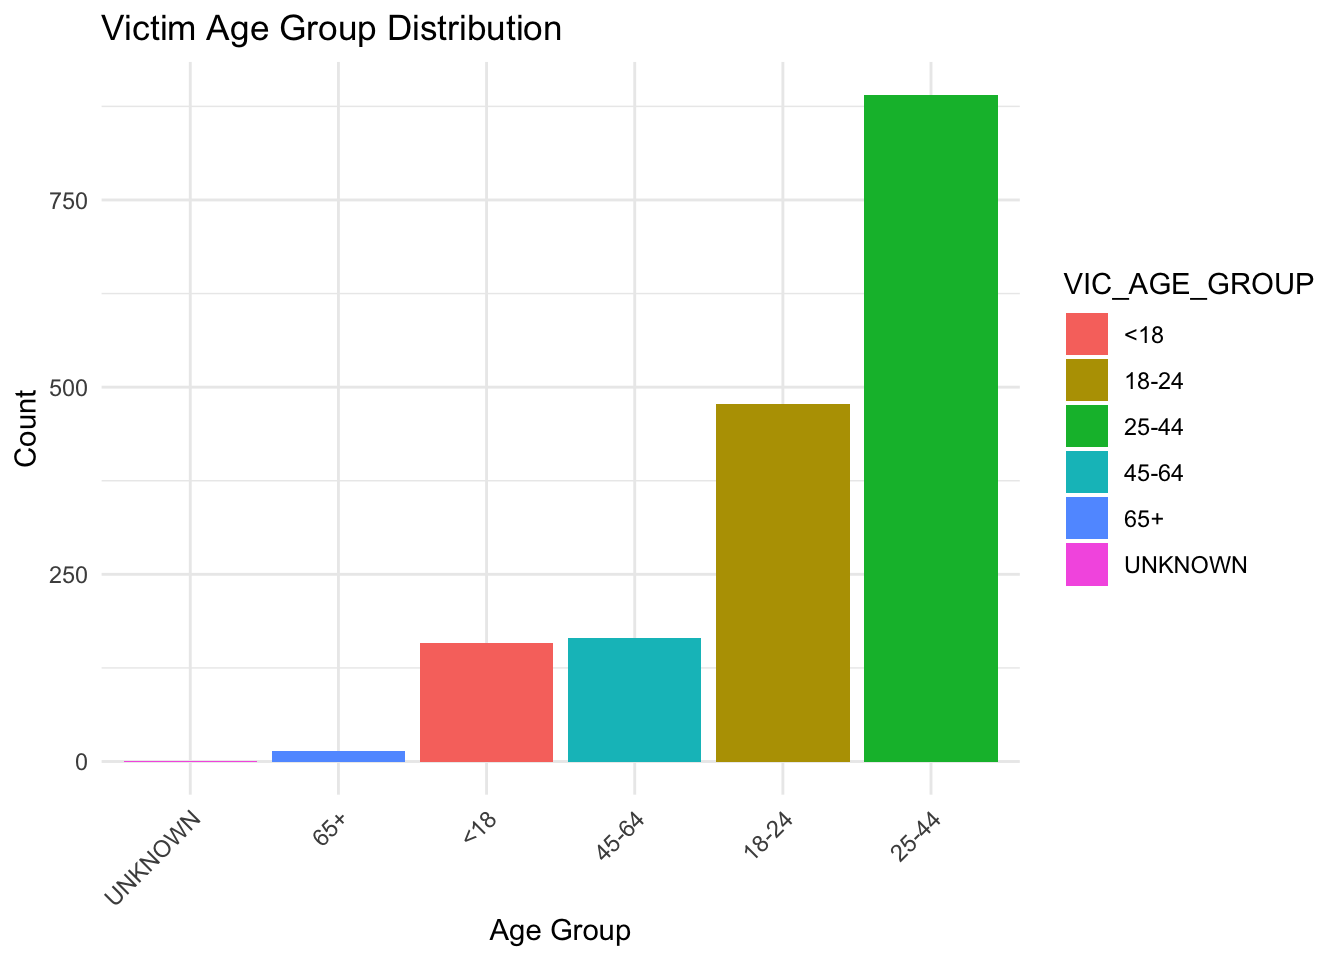 Victim Age Group Distribution
750
500
250
0
Count
UNKNOWN
65+
<18
45-64
18-24
25-44
Age Group
VIC_AGE_GROUP
<18
18-24
25-44
45-64
65+
UNKNOWN